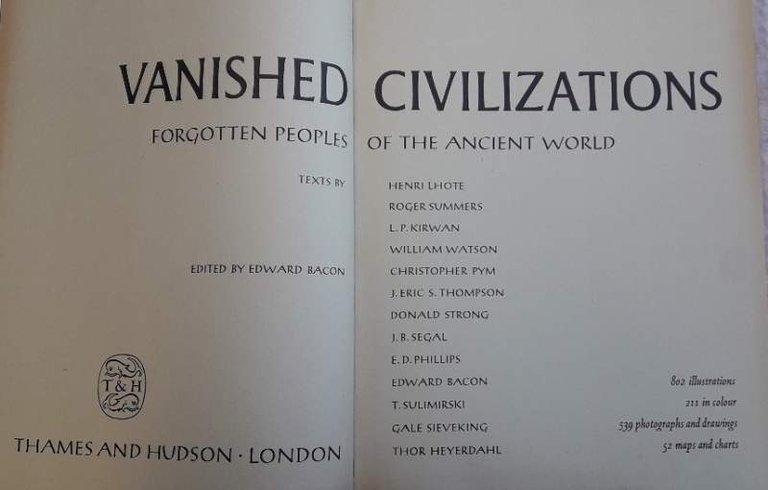 VANISHED CIVILIZATIONS
FORGOTTEN PEOPLES OF THE ANCIENT WORLD
TEXTS BY
HENRI LHOTE
ROGER SUMMERS
L. P. KIRWAN
WILLIAM WATSON
CHRISTOPHER PYM
J. ERIC S. THOMPSON
DONALD STRONG
J. B. SEGAL
E. D. PHILLIPS
EDWARD BACON
T. SULIMIRSKI
GALE SIEVEKING
THOR HEYERDAHL
EDITED BY EDWARD BACON
802 illustrations
211 in colour
539 photographs and drawings
52 maps and charts
T & H
THAMES AND HUDSON · LONDON